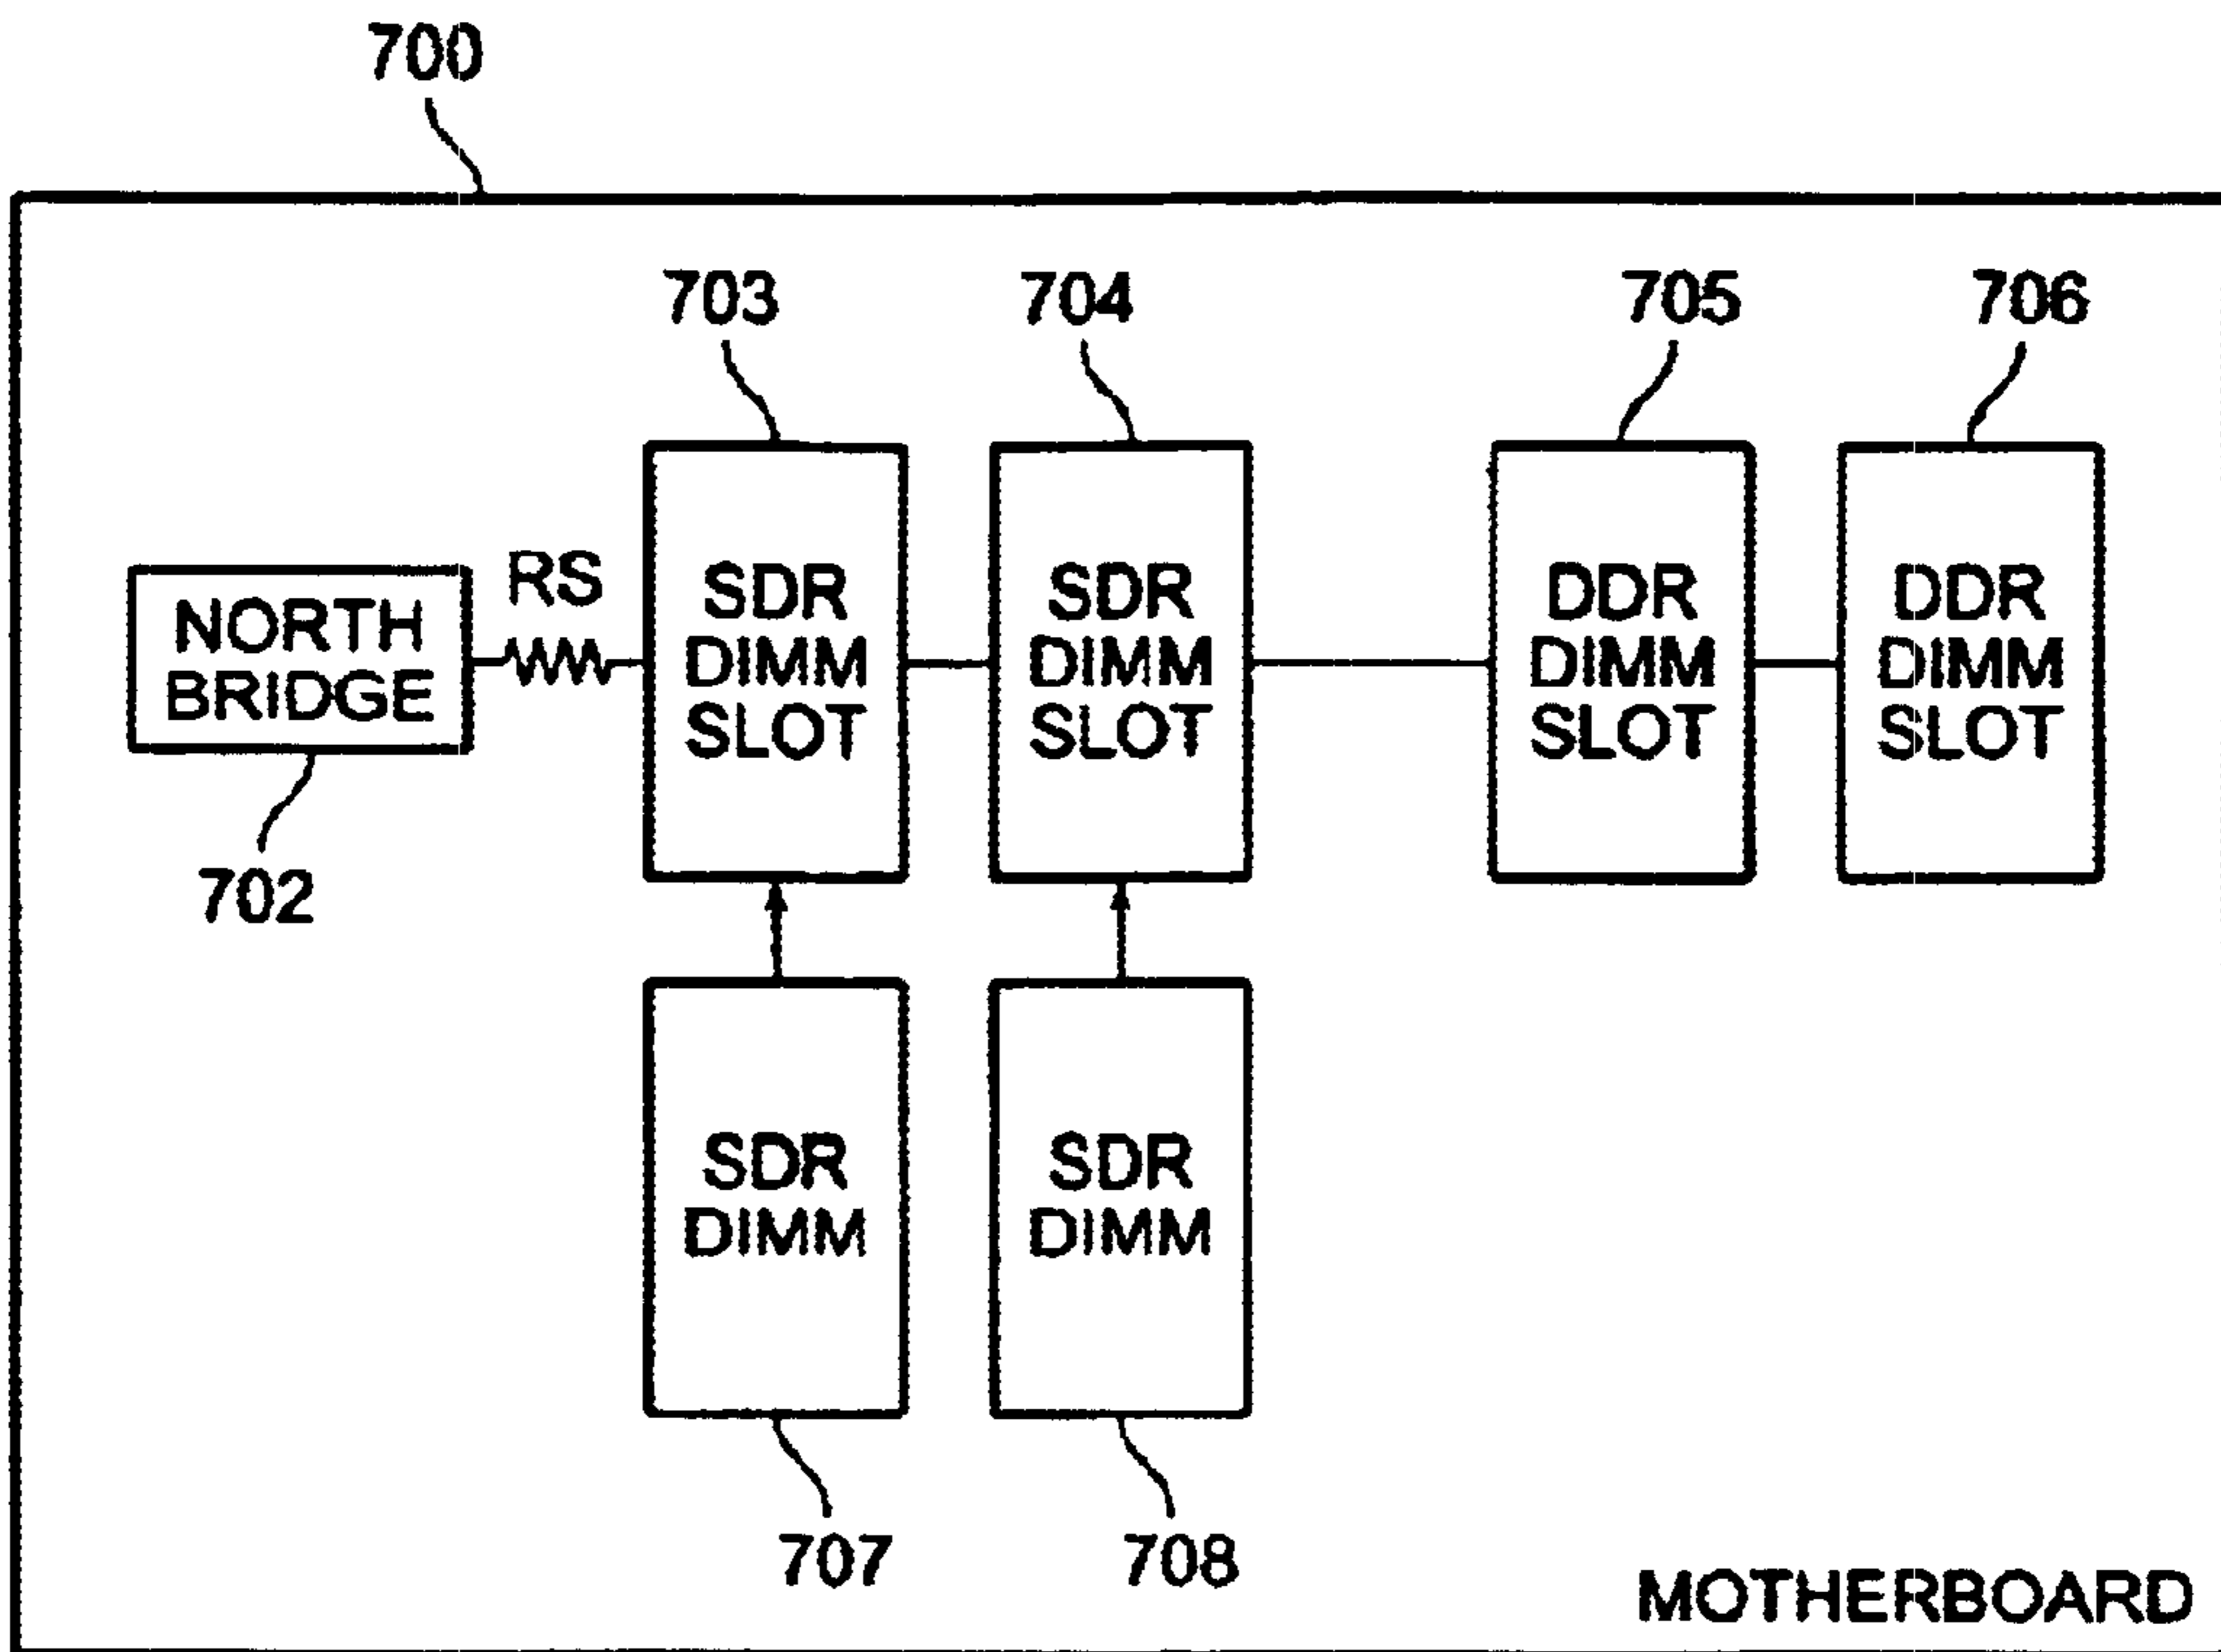 700
703
704
705
706
RS
NORTH
BRIDGE
SDR
DIMM
SLOT
SDR
DIMM
SLOT
DDR
DIMM
SLOT
DDR
DIMM
SLOT
702
SDR
DIMM
SDR
DIMM
707
708
MOTHERBOARD